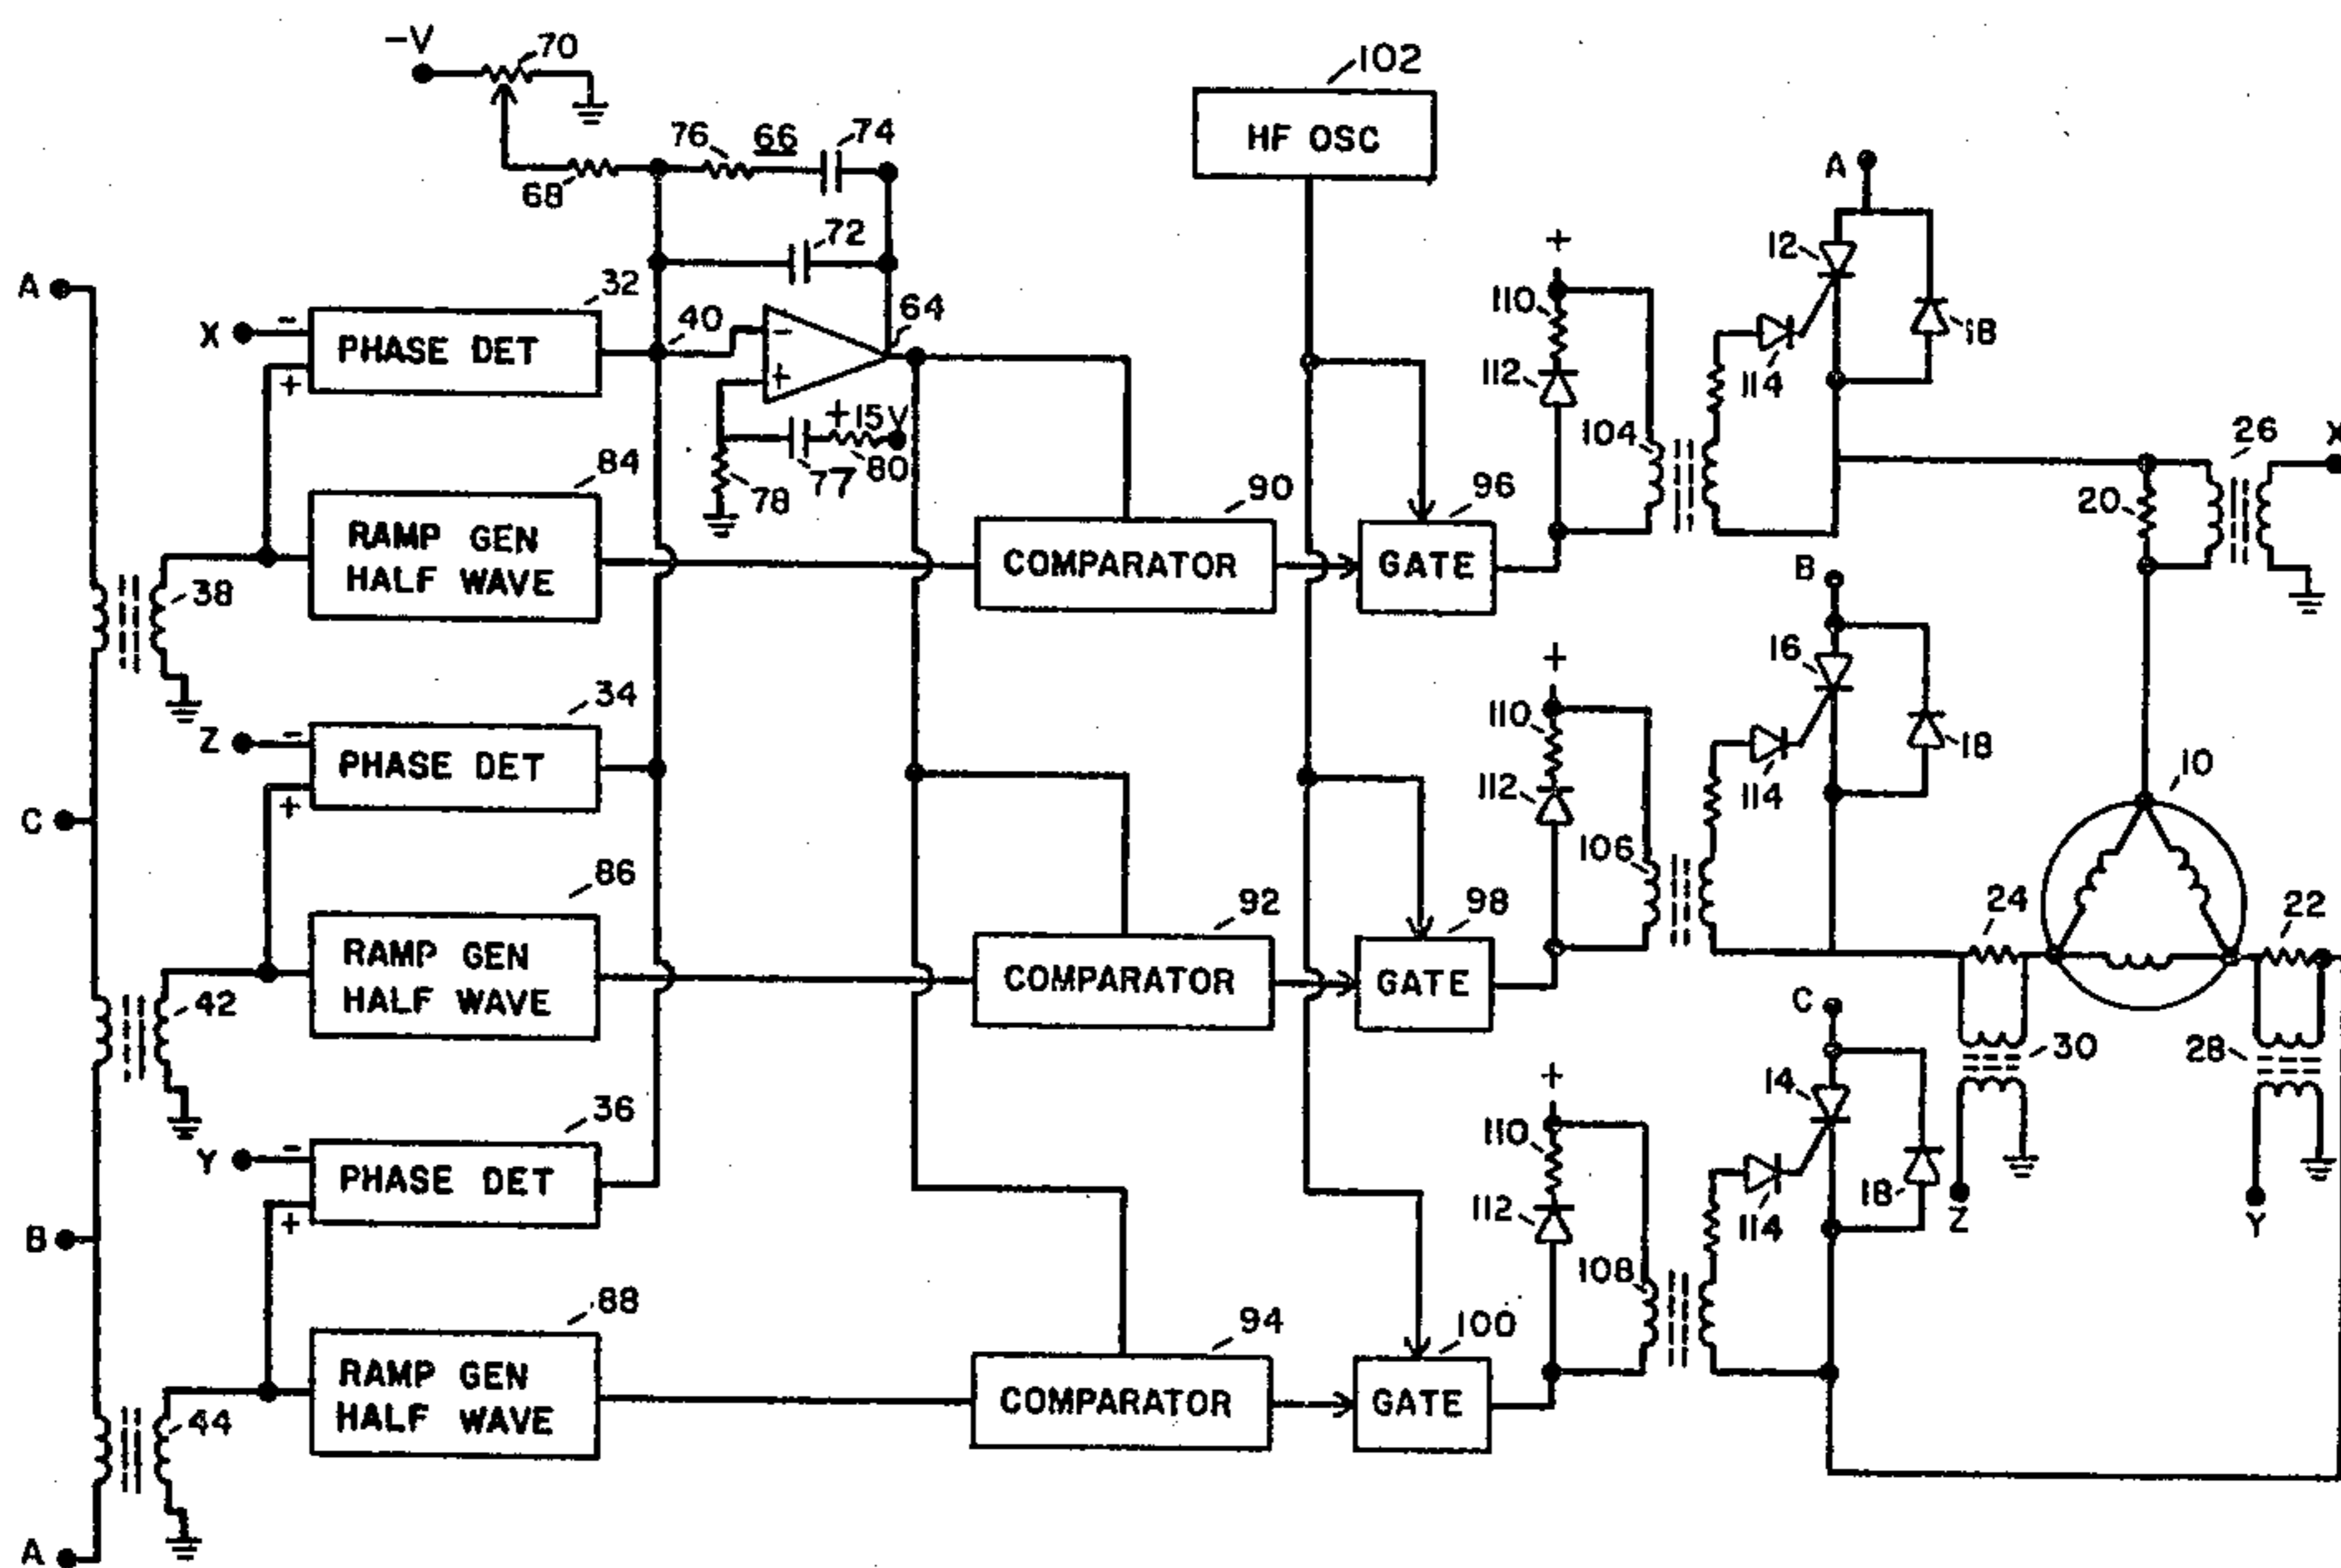 -V
70
102
HF OSC
76
66
74
68
72
A
12
18
114
A
32
X
-
+
PHASE DET
40
64
-
+
+15V
77
80
78
+
110
112
104
26
X
20
84
RAMP GEN
HALF WAVE
38
90
COMPARATOR
96
GATE
B
16
18
114
34
Z
-
+
PHASE DET
+
110
112
106
10
C
86
RAMP GEN
HALF WAVE
42
92
COMPARATOR
98
GATE
24
22
C
14
18
114
30
28
Z
Y
36
Y
-
+
PHASE DET
+
110
112
108
B
88
RAMP GEN
HALF WAVE
44
94
COMPARATOR
100
GATE
A